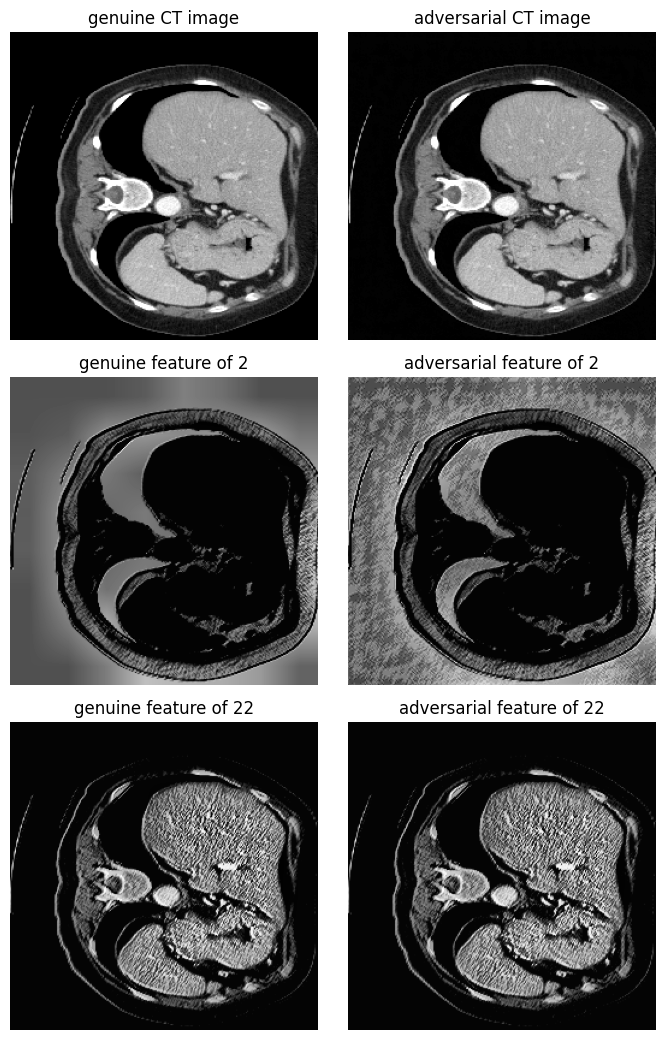 genuine CT image
adversarial CT image
genuine feature of 2
adversarial feature of 2
genuine feature of 22
adversarial feature of 22